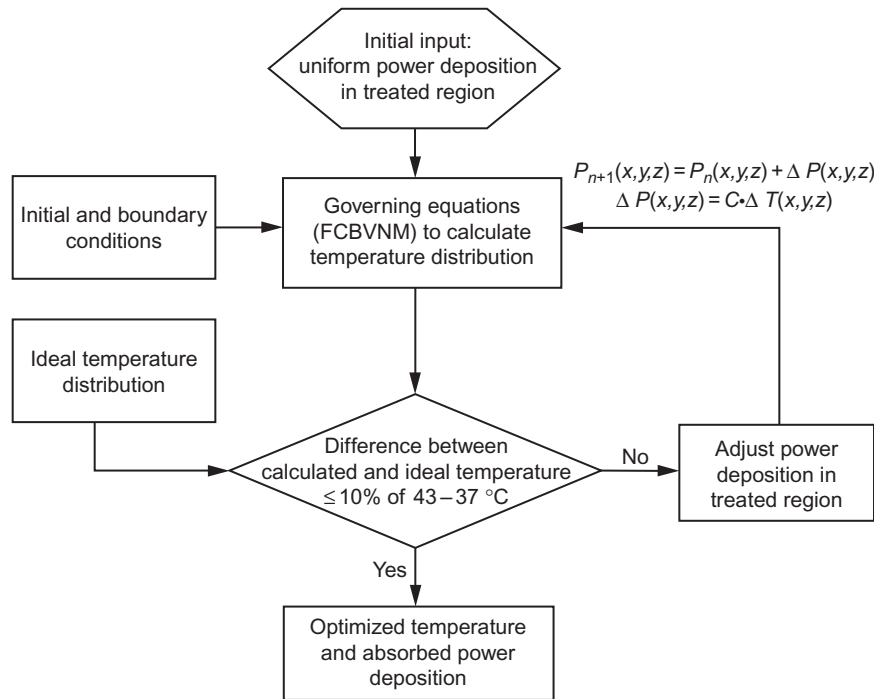 Initial input:
uniform power deposition
in treated region
Initial and boundary
conditions
Governing equations
(FCBVNM) to calculate
temperature distribution
P_{n+1}(x,y,z) = P_n(x,y,z) + Δ P(x,y,z)
Δ P(x,y,z) = C•Δ T(x,y,z)
Ideal temperature
distribution
Difference between
calculated and ideal temperature
≤ 10% of 43 – 37 °C
No
Adjust power
deposition in
treated region
Yes
Optimized temperature
and absorbed power
deposition